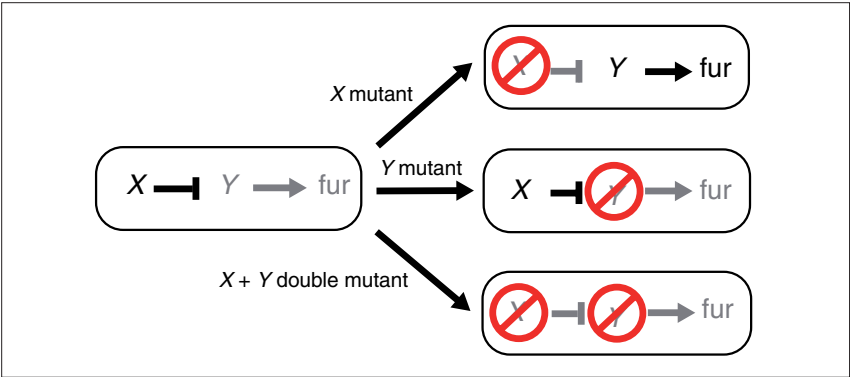 X Y fur
X mutant
X Y fur
Y mutant
X Y fur
X + Y double mutant
X Y fur